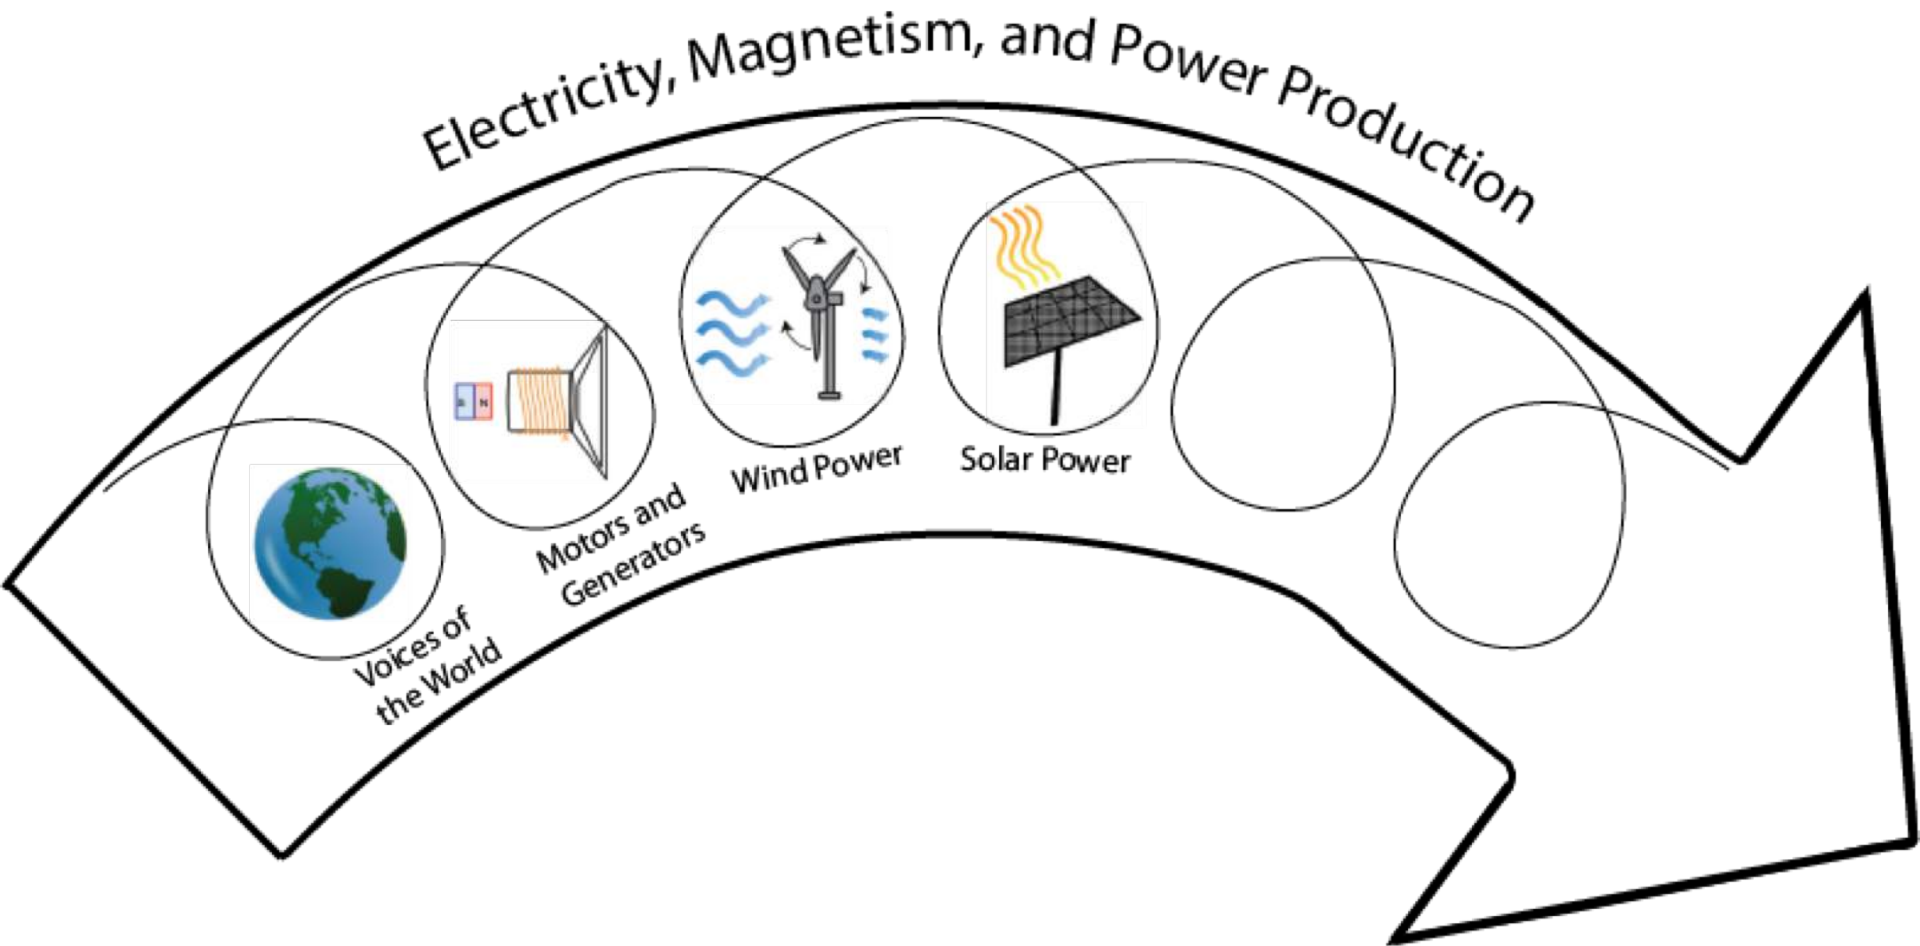 Electricity, Magnetism, and Power Production
Voices of
the World
Motors and
Generators
Wind Power
Solar Power
S N